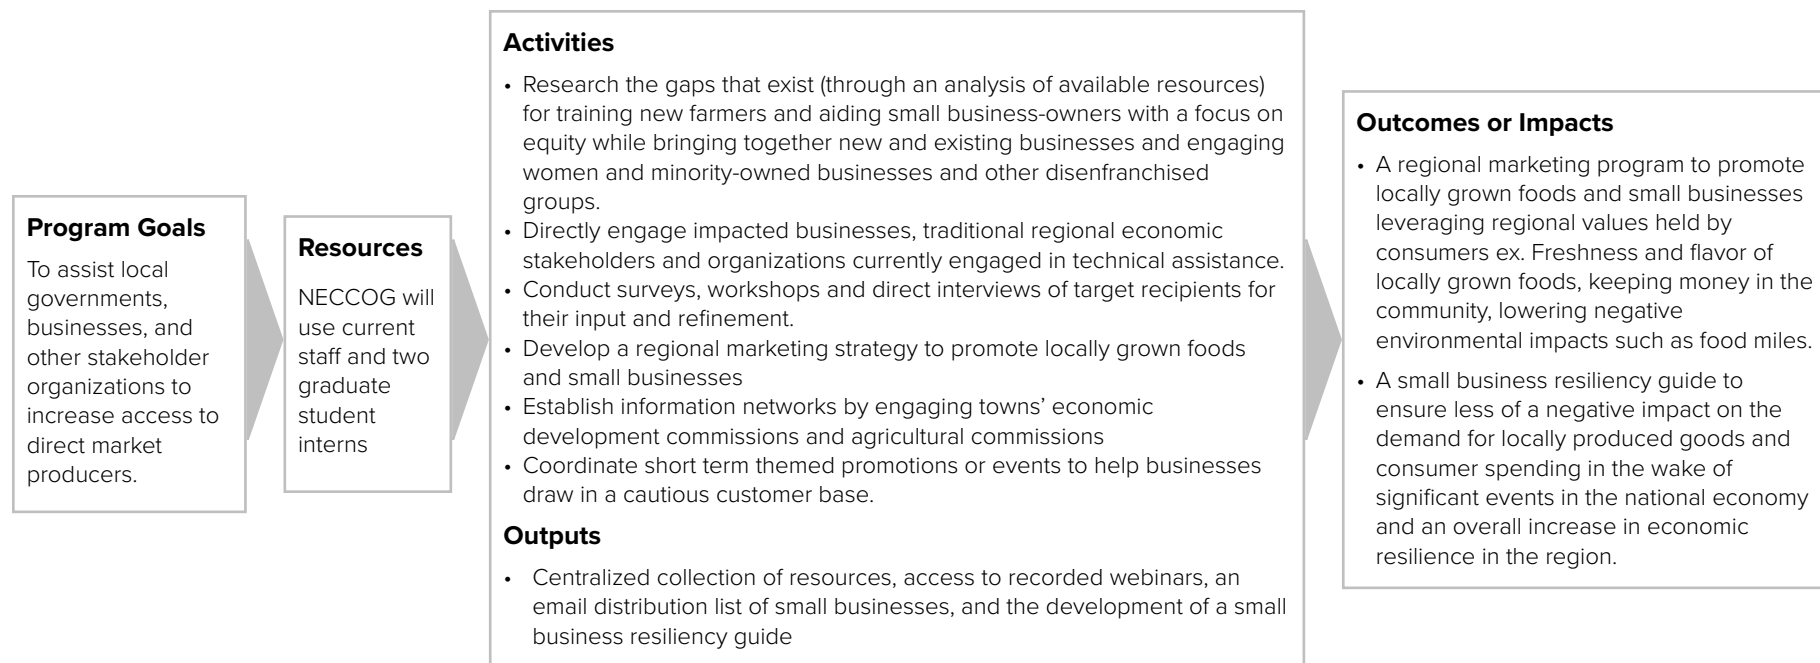 Program Goals
To assist local
governments,
businesses, and
other stakeholder
organizations to
increase access to
direct market
producers.
Resources
NECCOG will
use current
staff and two
graduate
student
interns
Activities
• Research the gaps that exist (through an analysis of available resources)
for training new farmers and aiding small business-owners with a focus on
equity while bringing together new and existing businesses and engaging
women and minority-owned businesses and other disenfranchised
groups.
• Directly engage impacted businesses, traditional regional economic
stakeholders and organizations currently engaged in technical assistance.
• Conduct surveys, workshops and direct interviews of target recipients for
their input and refinement.
• Develop a regional marketing strategy to promote locally grown foods
and small businesses
• Establish information networks by engaging towns’ economic
development commissions and agricultural commissions
• Coordinate short term themed promotions or events to help businesses
draw in a cautious customer base.
Outputs
• Centralized collection of resources, access to recorded webinars, an
email distribution list of small businesses, and the development of a small
business resiliency guide
Outcomes or Impacts
• A regional marketing program to promote
locally grown foods and small businesses
leveraging regional values held by
consumers ex. Freshness and flavor of
locally grown foods, keeping money in the
community, lowering negative
environmental impacts such as food miles.
• A small business resiliency guide to
ensure less of a negative impact on the
demand for locally produced goods and
consumer spending in the wake of
significant events in the national economy
and an overall increase in economic
resilience in the region.